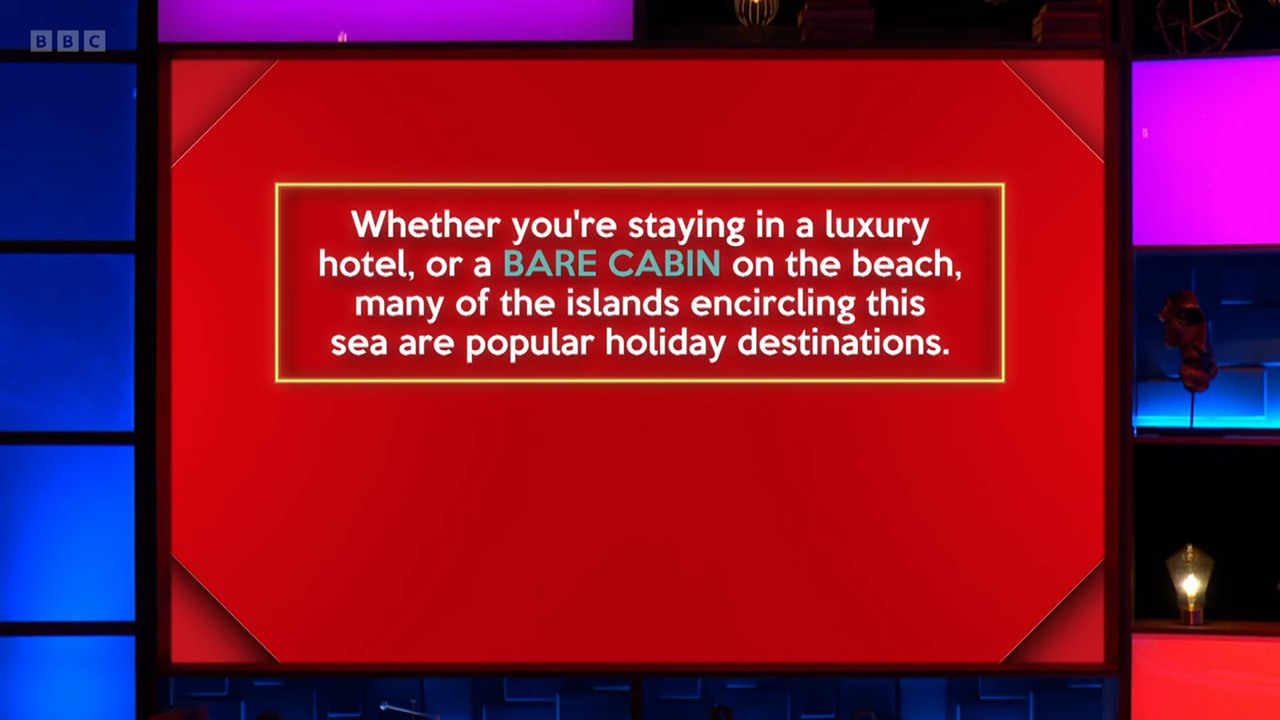 BBC
Whether you're staying in a luxury
hotel, or a BARE CABIN on the beach,
many of the islands encircling this
sea are popular holiday destinations.